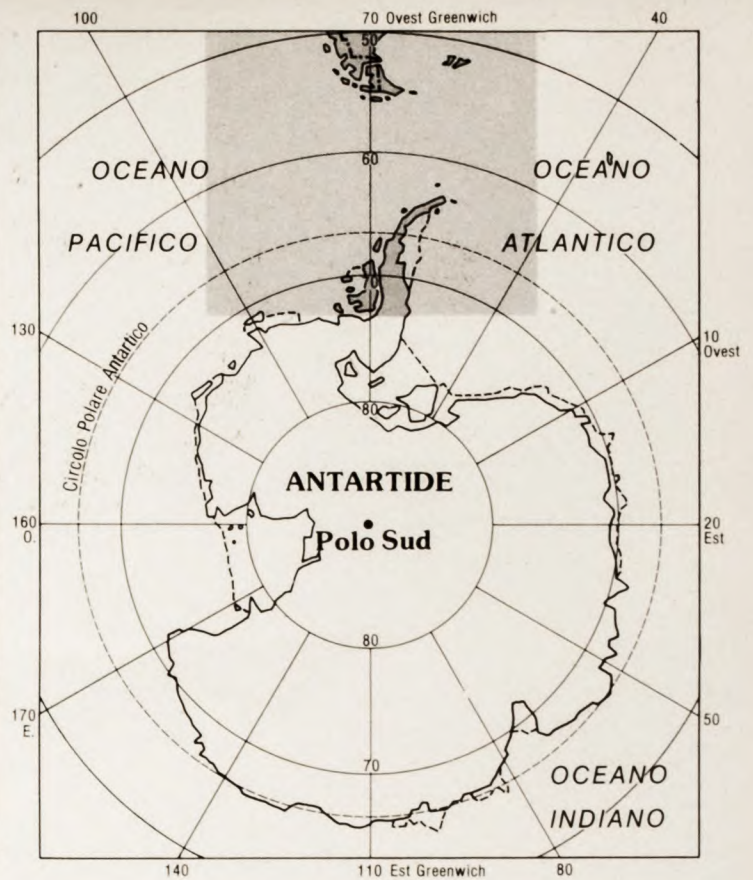 100
70 Ovest Greenwich
40
50
60
OCEANO
PACIFICO
OCEANO
ATLANTICO
Circolo Polare Antartico
130
10
Ovest
80
ANTARTIDE
Polo Sud
160
O.
20
Est
80
170
E.
50
70
OCEANO
INDIANO
140
110 Est Greenwich
80